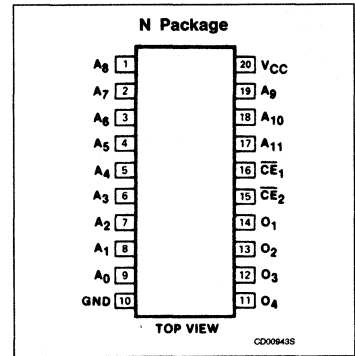 N Package
A8 1 20 VCC
A7 2 19 A9
A6 3 18 A10
A5 4 17 A11
A4 5 16 CE1
A3 6 15 CE2
A2 7 14 O1
A1 8 13 O2
A0 9 12 O3
GND 10 11 O4
TOP VIEW
CD00943S